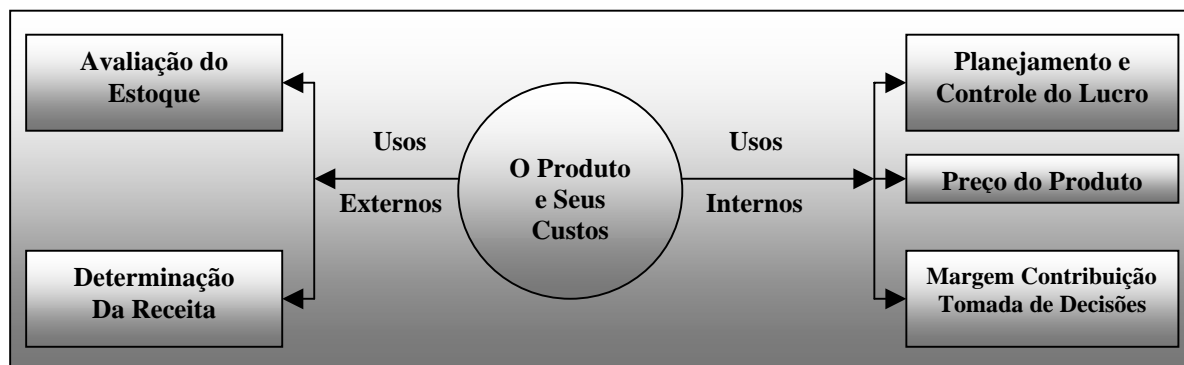 Avaliação do
Estoque
Determinação
Da Receita
Usos
Externos
O Produto
e Seus
Custos
Usos
Internos
Planejamento e
Controle do Lucro
Preço do Produto
Margem Contribuição
Tomada de Decisões